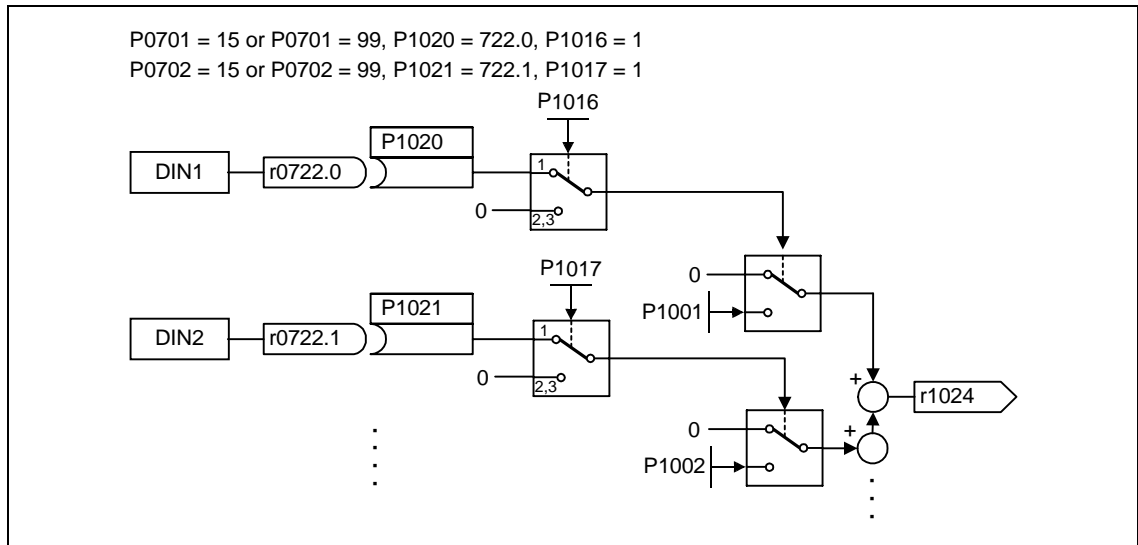 P0701 = 15 or P0701 = 99, P1020 = 722.0, P1016 = 1
P0702 = 15 or P0702 = 99, P1021 = 722.1, P1017 = 1
P1016
P1020
DIN1
r0722.0
1
0
2,3
P1017
0
P1021
P1001
DIN2
r0722.1
1
0
2,3
+
r1024
0
+
P1002